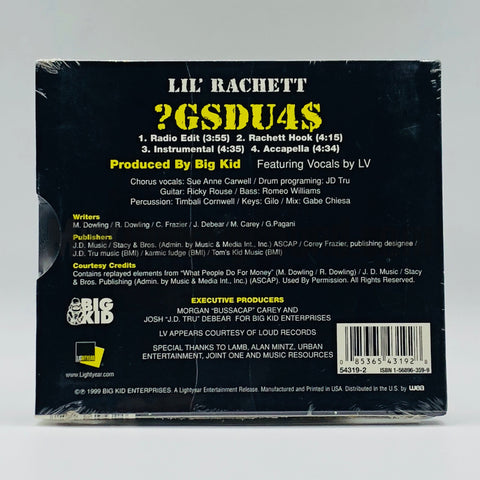 LIL' RACHETT
?GSDU4$
1. Radio Edit (3:55) 2. Rachett Hook (4:15)
3. Instrumental (4:35) 4. Accapella (4:34)
Produced By Big Kid Featuring Vocals by LV
Chorus vocals: Sue Anne Carwell / Drum programing: JD Tru
Guitar: Ricky Rouse / Bass: Romeo Williams
Percussion: Timbali Cornwell / Keys: Gilo / Mix: Gabe Chiesa
Writers
M. Dowling / R. Dowling / C. Frazier / J. Debear / M. Carey / G.Pagani
Publishers
J.D. Music / Stacy & Bros. (Admin. by Music & Media Int., Inc.) ASCAP / Corey Frazier, publishing designee /
J.D. Tru music (BMI) / karmic fudge (BMI) / Tom's Kid Music (BMI)
Courtesy Credits
Contains replayed elements from "What People Do For Money" (M. Dowling / R. Dowling) / J. D. Music / Stacy
& Bros. Publishing (Admin. by Music & Media Int., Inc.) (ASCAP). Used By Permission. All Rights Reserved.
BIG
KID
EXECUTIVE PRODUCERS
MORGAN "BUSSACAP" CAREY AND
JOSH "J.D. TRU" DEBEAR FOR BIG KID ENTERPRISES
LV APPEARS COURTESY OF LOUD RECORDS
SPECIAL THANKS TO LAMB, ALAN MINTZ, URBAN
ENTERTAINMENT, JOINT ONE AND MUSIC RESOURCES
LIGHTYEAR
www.Lightyear.com
0 85365 43192 8
54319-2 ISBN 1-56896-359-9
©℗ 1999 BIG KID ENTERPRISES. A Lightyear Entertainment Release. Manufactured and Printed in USA. Distributed in the U.S. by wea